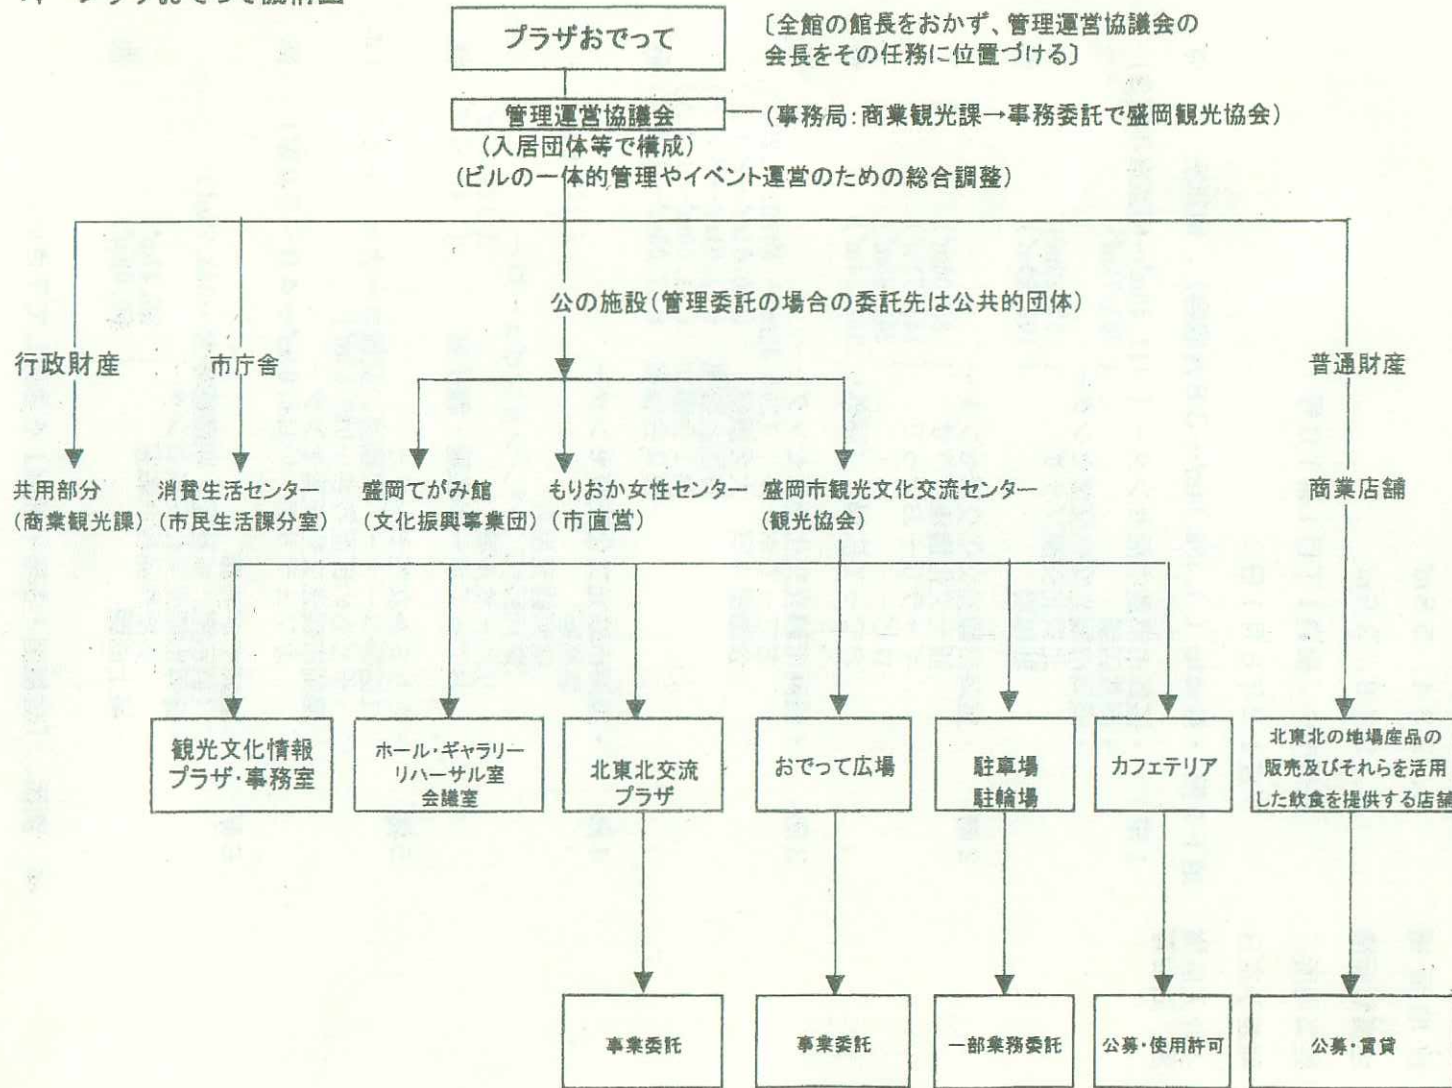 プラザおでって
〔全館の館長をおかず、管理運営協議会の
会長をその任務に位置づける〕
管理運営協議会
(事務局:商業観光課→事務委託で盛岡観光協会)
(入居団体等で構成)
(ビルの一体的管理やイベント運営のための総合調整)
公の施設(管理委託の場合の委託先は公共的団体)
行政財産
市庁舎
普通財産
共用部分
(商業観光課)
消費生活センター
(市民生活課分室)
盛岡てがみ館
(文化振興事業団)
もりおか女性センター
(市直営)
盛岡市観光文化交流センター
(観光協会)
商業店舗
観光文化情報
プラザ・事務室
ホール・ギャラリー
リハーサル室
会議室
北東北交流
プラザ
おでって広場
駐車場
駐輪場
カフェテリア
北東北の地場産品の
販売及びそれらを活用
した飲食を提供する店舗
事業委託
事業委託
一部業務委託
公募・使用許可
公募・賃貸